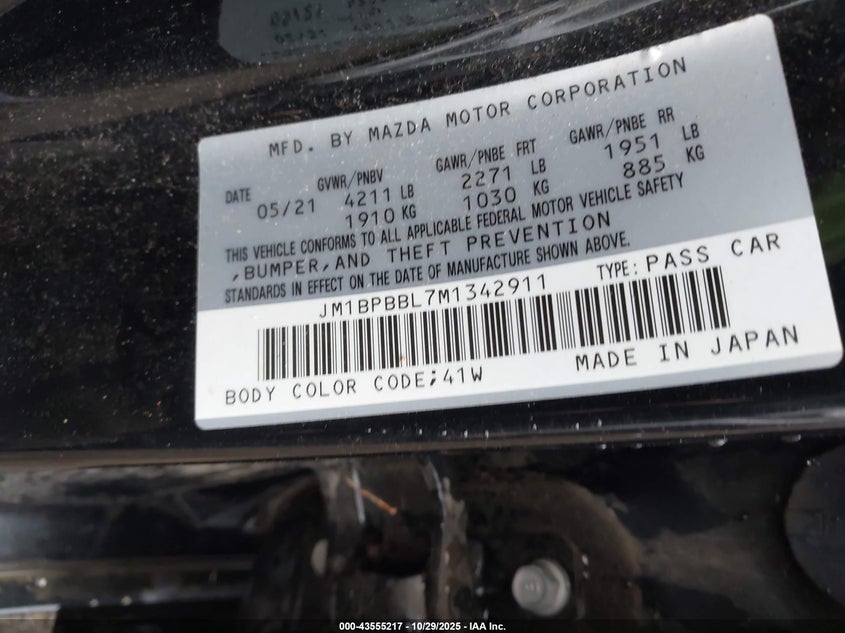 MFD. BY MAZDA MOTOR CORPORATION
DATE GVWR/PNBV GAWR/PNBE FRT GAWR/PNBE RR
05/21 4211 LB 2271 LB 1951 LB
1910 KG 1030 KG 885 KG
THIS VEHICLE CONFORMS TO ALL APPLICABLE FEDERAL MOTOR VEHICLE SAFETY
,BUMPER,AND THEFT PREVENTION
STANDARDS IN EFFECT ON THE DATE OF MANUFACTURE SHOWN ABOVE.
JM1BPBBL7M1342911 TYPE: PASS CAR
BODY COLOR CODE;41W MADE IN JAPAN
000-43555217 - 10/29/2025 - IAA Inc.